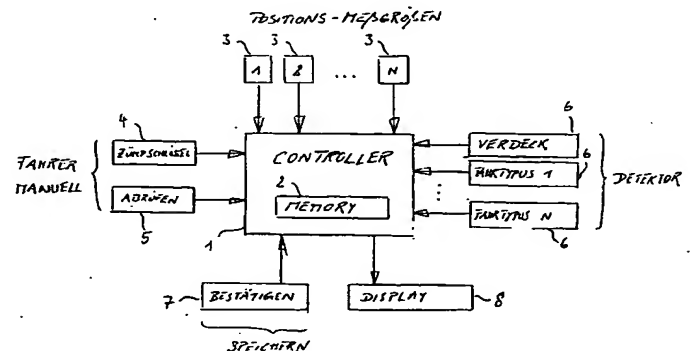 POSITIONS-MEßGRÖßEN
3 3 3
1 2 ... N
4
ZÜNDSCHLÜSSEL
FAHRER MANUELL
ABRUFEN
5
CONTROLLER
2
MEMORY
1
6
VERDECK
FAHRTYPUS 1
6
FAHRTYPUS N
6
DETEKTOR
7
BESTÄTIGEN
SPEICHERN
DISPLAY
8